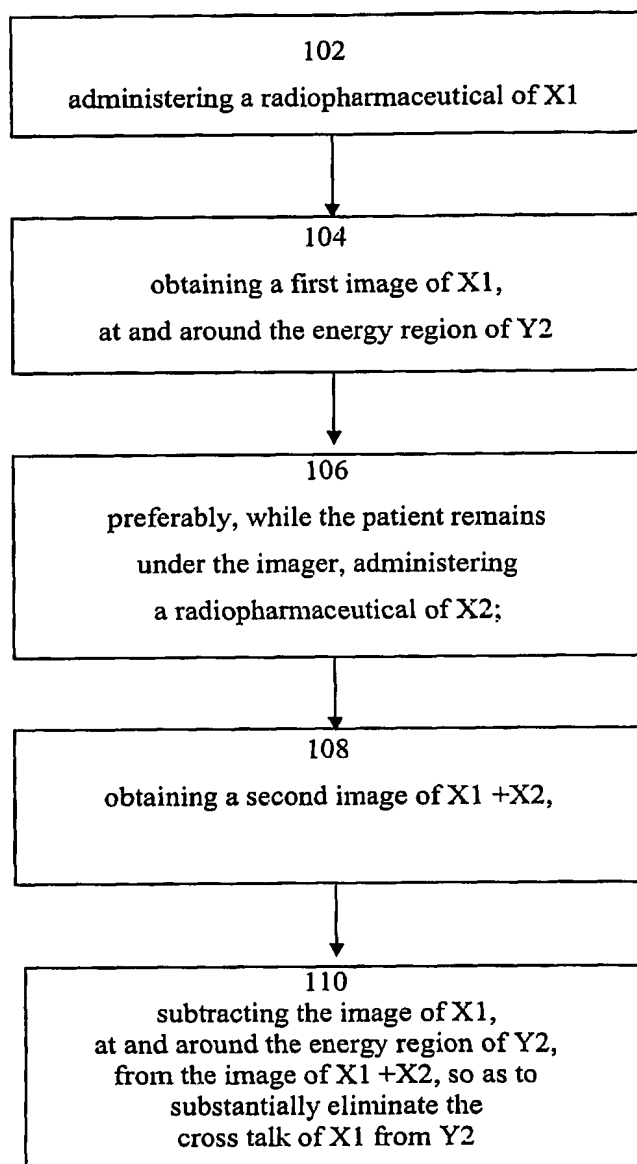 102
administering a radiopharmaceutical of X1
104
obtaining a first image of X1,
at and around the energy region of Y2
106
preferably, while the patient remains
under the imager, administering
a radiopharmaceutical of X2;
108
obtaining a second image of X1 +X2,
110
subtracting the image of X1,
at and around the energy region of Y2,
from the image of X1 +X2, so as to
substantially eliminate the
cross talk of X1 from Y2